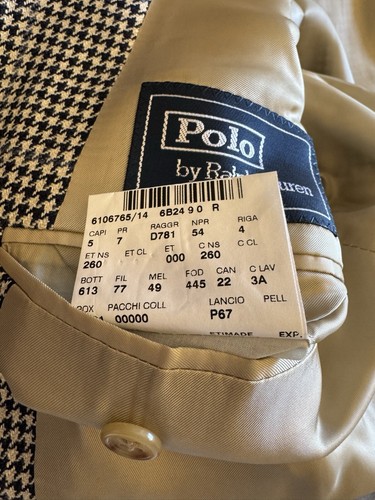 Polo
by Ralph Lauren
6106765/14 6B2490 R
CAPI PR RAGGR NPR RIGA
5 7 D781 54 4
ET NS ET CL ET C NS C CL
260 000 260
BOTT FIL MEL FOD CAN C LAV
613 77 49 445 22 3A
PACCHI COLL LANCIO PELL
00000 P67